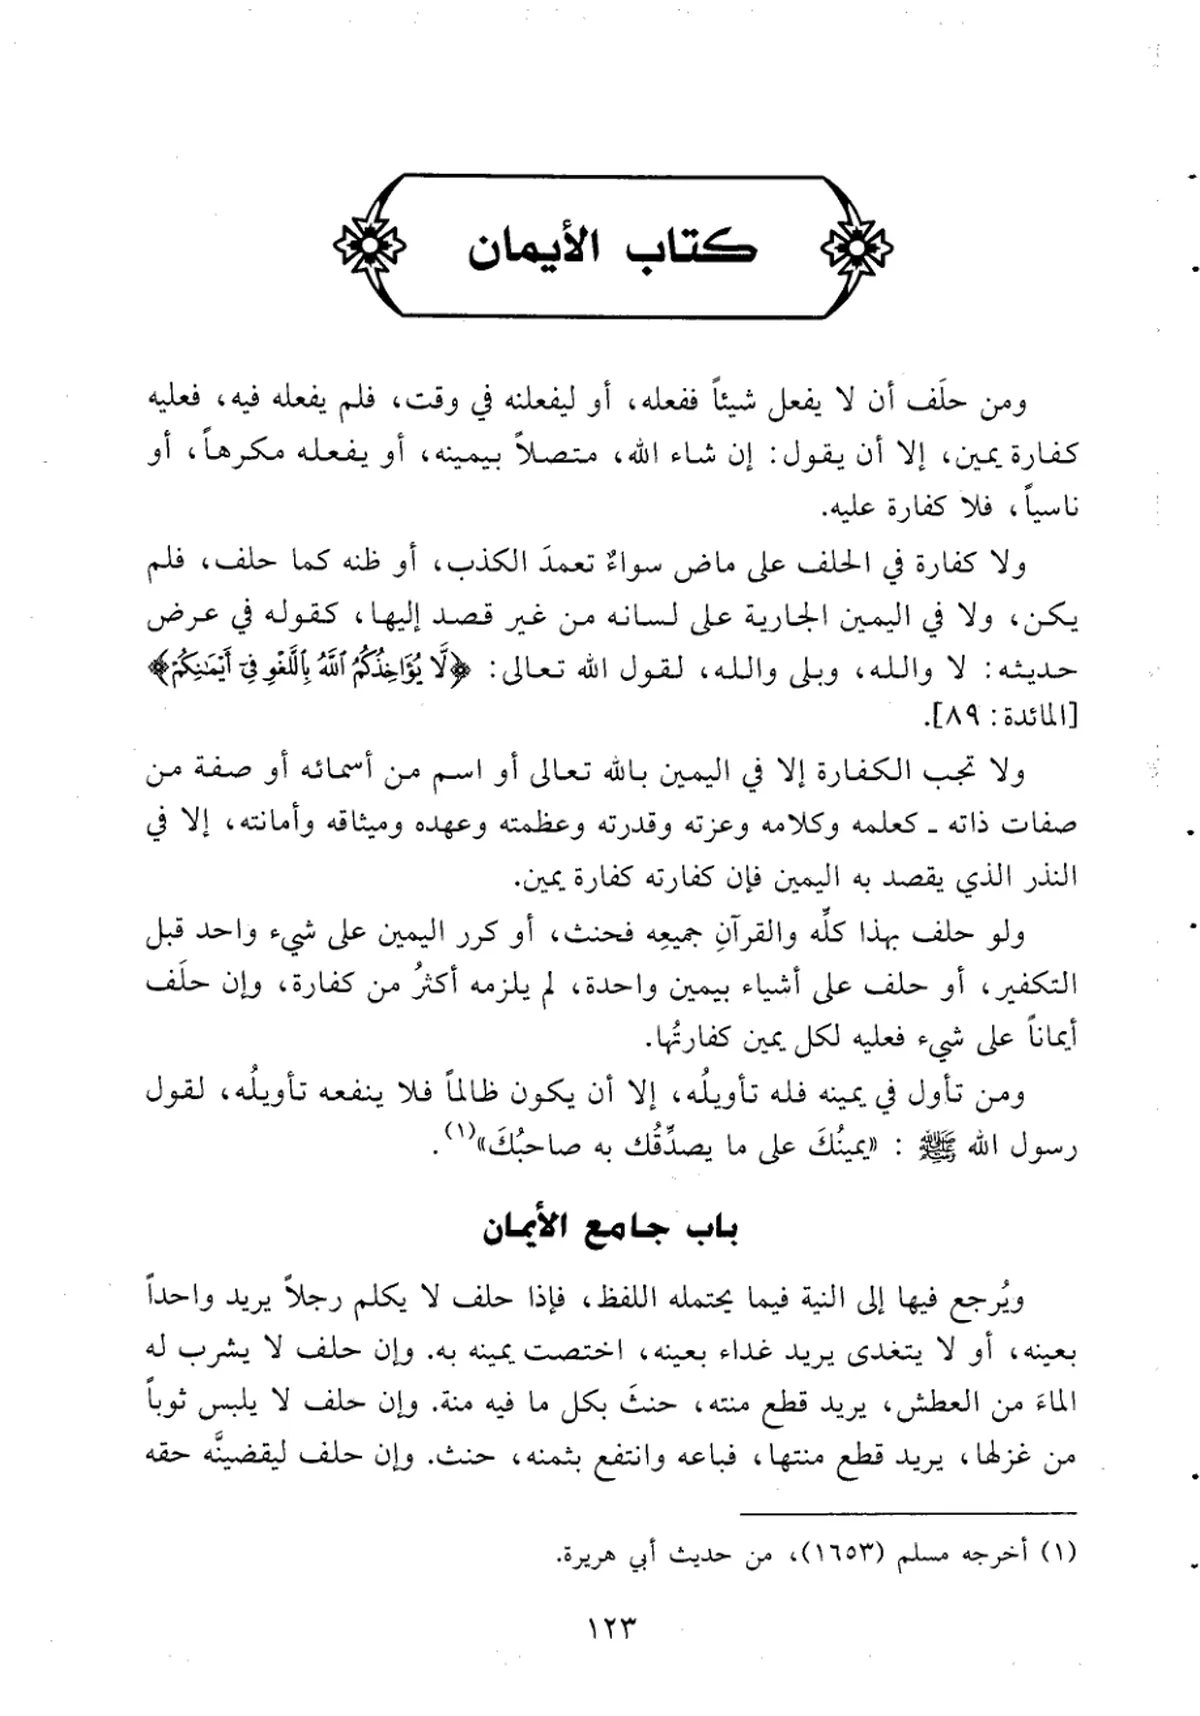 كتاب الأيمان
ومن حلَف أن لا يفعل شيئاً ففعله، أو ليفعلنه في وقت، فلم يفعله فيه، فعليه
كفارة يمين، إلا أن يقول: إن شاء الله، متصلاً بيمينه، أو يفعله مكرهاً، أو
ناسياً، فلا كفارة عليه.
ولا كفارة في الحلف على ماض سواءٌ تعمدَ الكذب، أو ظنه كما حلف، فلم
يكن، ولا في اليمين الجارية على لسانه من غير قصد إليها، كقوله في عرض
حديثه: لا والله، وبلى والله، لقول الله تعالى: ﴿لَّا يُؤَاخِذُكُمُ ٱللَّهُ بِٱللَّغْوِ فِىٓ أَيْمَٰنِكُمْ﴾
[المائدة: ٨٩].
ولا تجب الكفارة إلا في اليمين بالله تعالى أو اسم من أسمائه أو صفة من
صفات ذاته ـ كعلمه وكلامه وعزته وقدرته وعظمته وعهده وميثاقه وأمانته، إلا في
النذر الذي يقصد به اليمين فإن كفارته كفارة يمين.
ولو حلف بهذا كلِّه والقرآنِ جميعِه فحنث، أو كرر اليمين على شيء واحد قبل
التكفير، أو حلف على أشياء بيمين واحدة، لم يلزمه أكثرُ من كفارة، وإن حلَف
أيماناً على شيء فعليه لكل يمين كفارتُها.
ومن تأول في يمينه فله تأويلُه، إلا أن يكون ظالماً فلا ينفعه تأويلُه، لقول
رسول الله ﷺ : «يمينُكَ على ما يصدِّقُك به صاحبُكَ»(١).
باب جامع الأيمان
ويُرجع فيها إلى النية فيما يحتمله اللفظ، فإذا حلف لا يكلم رجلاً يريد واحداً
بعينه، أو لا يتغدى يريد غداء بعينه، اختصت يمينه به. وإن حلف لا يشرب له
الماءَ من العطش، يريد قطع منته، حنثَ بكل ما فيه منة. وإن حلف لا يلبس ثوباً
من غزلها، يريد قطع منتها، فباعه وانتفع بثمنه، حنث. وإن حلف ليقضينَّه حقه
(١) أخرجه مسلم (١٦٥٣)، من حديث أبي هريرة.
١٢٣